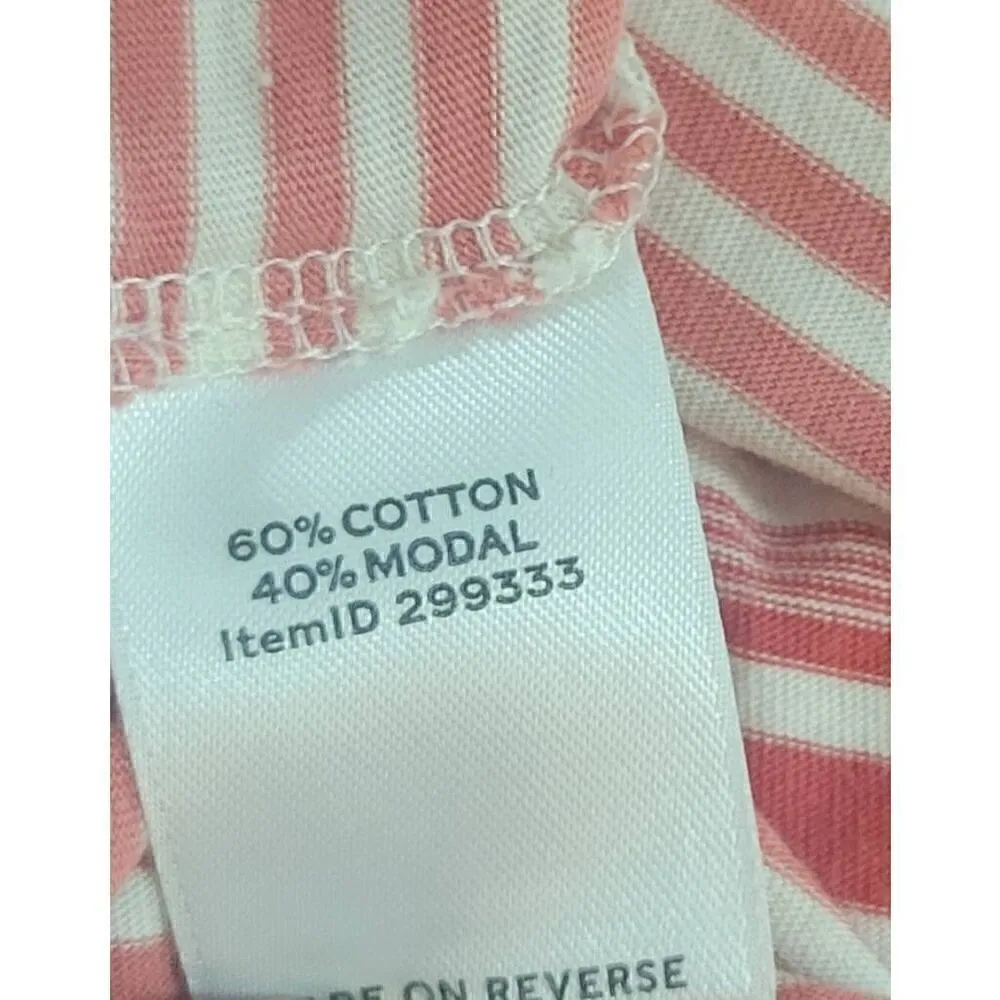 60% COTTON
40% MODAL
ItemID 299333
ON REVERSE